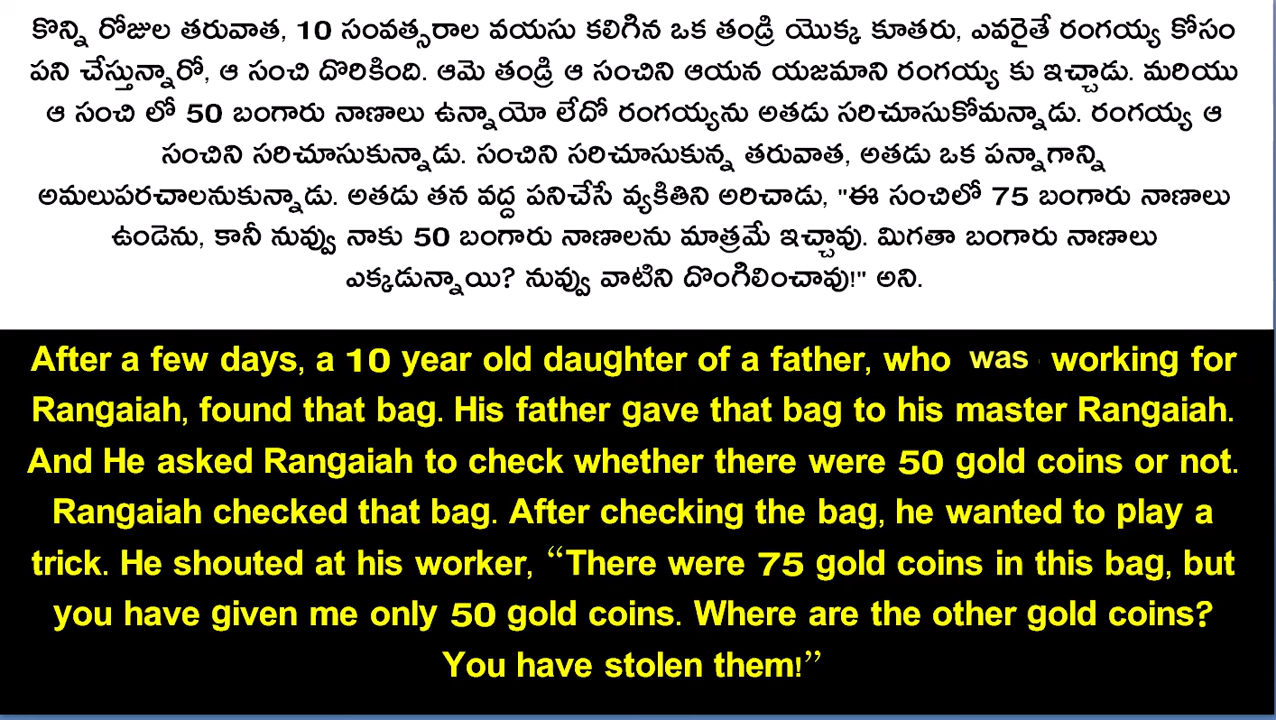 కొన్ని రోజుల తరువాత, 10 సంవత్సరాల వయసు కలిగిన ఒక తండ్రి యొక్క కూతరు, ఎవరైతే రంగయ్య కోసం
పని చేస్తున్నారో, ఆ సంచి దొరికింది. ఆమె తండ్రి ఆ సంచిని ఆయన యజమాని రంగయ్య కు ఇచ్చాడు. మరియు
ఆ సంచి లో 50 బంగారు నాణాలు ఉన్నాయో లేదో రంగయ్యను అతడు సరిచూసుకోమన్నాడు. రంగయ్య ఆ
సంచిని సరిచూసుకున్నాడు. సంచిని సరిచూసుకున్న తరువాత, అతడు ఒక పన్నాగాన్ని
అమలుపరచాలనుకున్నాడు. అతడు తన వద్ద పనిచేసే వ్యకితిని అరిచాడు, "ఈ సంచిలో 75 బంగారు నాణాలు
ఉండెను, కానీ నువ్వు నాకు 50 బంగారు నాణాలను మాత్రమే ఇచ్చావు. మిగతా బంగారు నాణాలు
ఎక్కడున్నాయి? నువ్వు వాటిని దొంగిలించావు!" అని.
After a few days, a 10 year old daughter of a father, who was working for
Rangaiah, found that bag. His father gave that bag to his master Rangaiah.
And He asked Rangaiah to check whether there were 50 gold coins or not.
Rangaiah checked that bag. After checking the bag, he wanted to play a
trick. He shouted at his worker, “There were 75 gold coins in this bag, but
you have given me only 50 gold coins. Where are the other gold coins?
You have stolen them!”